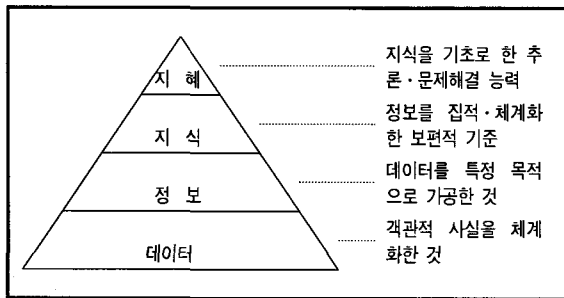 지식을 기초로 한 추
론·문제해결 능력
지 혜
정보를 집적·체계화
한 보편적 기준
지 식
데이터를 특정 목적
으로 가공한 것
정 보
객관적 사실을 체계
화한 것
데이터